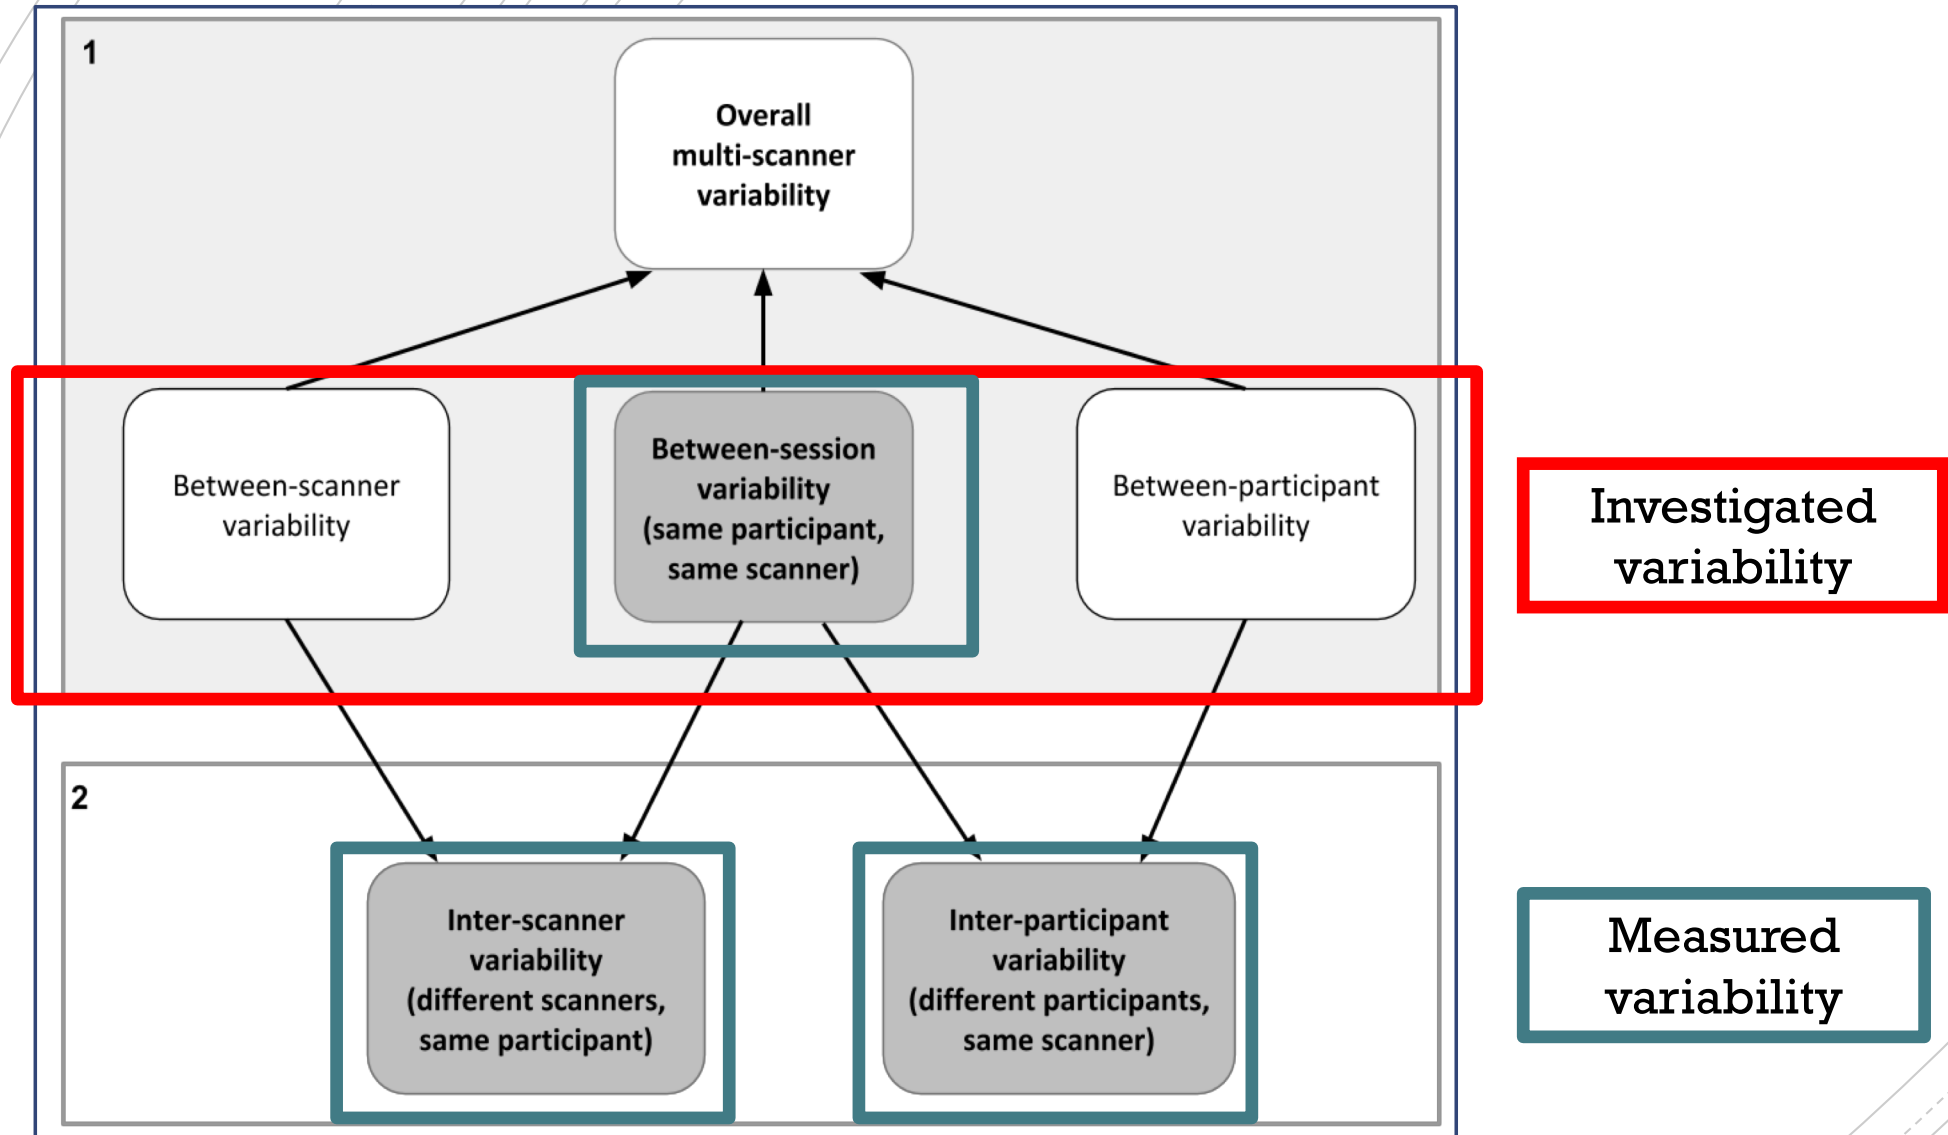 1
Overall
multi-scanner
variability
Between-scanner
variability
Between-session
variability
(same participant,
same scanner)
Between-participant
variability
Investigated
variability
2
Inter-scanner
variability
(different scanners,
same participant)
Inter-participant
variability
(different participants,
same scanner)
Measured
variability